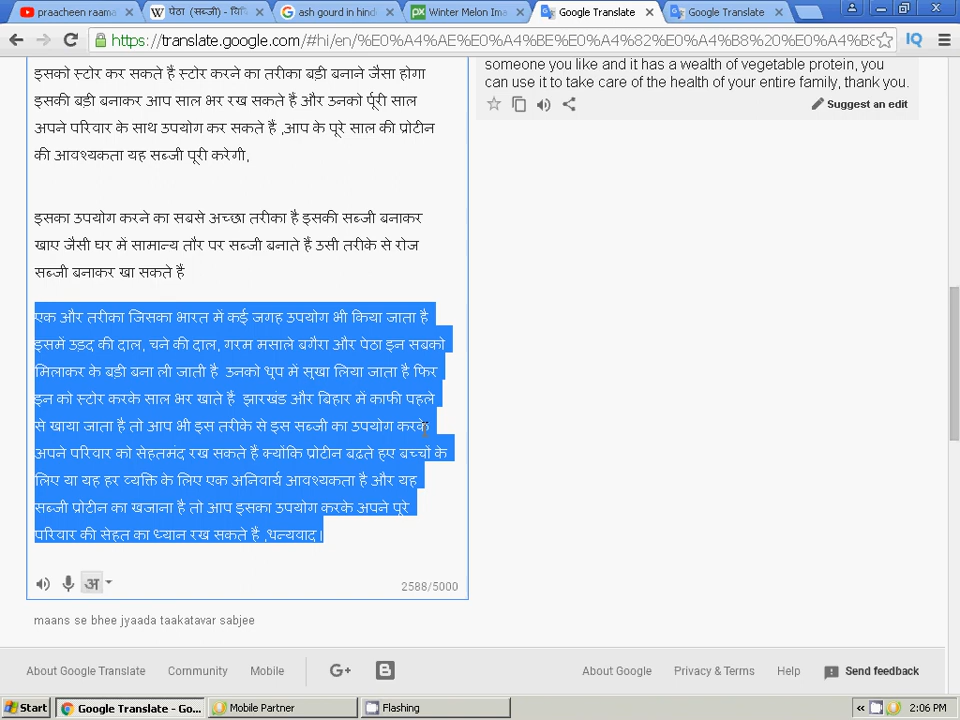 praacheen raama
पेठा (सब्जी) - विि
ash gourd in hind
Winter Melon Ima
Google Translate
Google Translate
https://translate.google.com/#hi/en/%E0%A4%AE%E0%A4%BE%E0%A4%82%E0%A4%B8%20%E0%A4%B8
इसको स्टोर कर सकते हैं स्टोर करने का तरीका बड़ी बनाने जैसा होगा
इसकी बड़ी बनाकर आप साल भर रख सकते हैं और उनको र्पूरी साल
अपने परिवार के साथ उपयोग कर सकते हैं ,आप के पूरे साल की प्रोटीन
की आवश्यकता यह सब्जी पूरी करेगी,
इसका उपयोग करने का सबसे अच्छा तरीका है इसकी सब्जी बनाकर
खाए जैसी घर में सामान्य तौर पर सब्जी बनाते हैं उसी तरीके से रोज
सब्जी बनाकर खा सकते हैं
एक और तरीका जिसका भारत में कई जगह उपयोग भी किया जाता है
इसमें उड़द की दाल, चने की दाल, गरम मसाले बगैरा और पेठा इन सबको
मिलाकर के बड़ी बना ली जाती है उनको धूप में सूखा लिया जाता है फिर
इन को स्टोर करके साल भर खाते हैं झारखंड और बिहार में काफी पहले
से खाया जाता है तो आप भी इस तरीके से इस सब्जी का उपयोग करके
अपने परिवार को सेहतमंद रख सकते हैं क्योंकि प्रोटीन बढ़ते हुए बच्चों के
लिए या यह हर व्यक्ति के लिए एक अनिवार्य आवश्यकता है और यह
सब्जी प्रोटीन का खजाना है तो आप इसका उपयोग करके अपने पूरे
परिवार की सेहत का ध्यान रख सकते हैं ,धन्यवाद।
अ
2588/5000
maans se bhee jyaada taakatavar sabjee
someone you like and it has a wealth of vegetable protein, you
can use it to take care of the health of your entire family, thank you.
Suggest an edit
About Google Translate
Community
Mobile
G+
About Google
Privacy & Terms
Help
Send feedback
Start
Google Translate - Go...
Mobile Partner
Flashing
2:06 PM